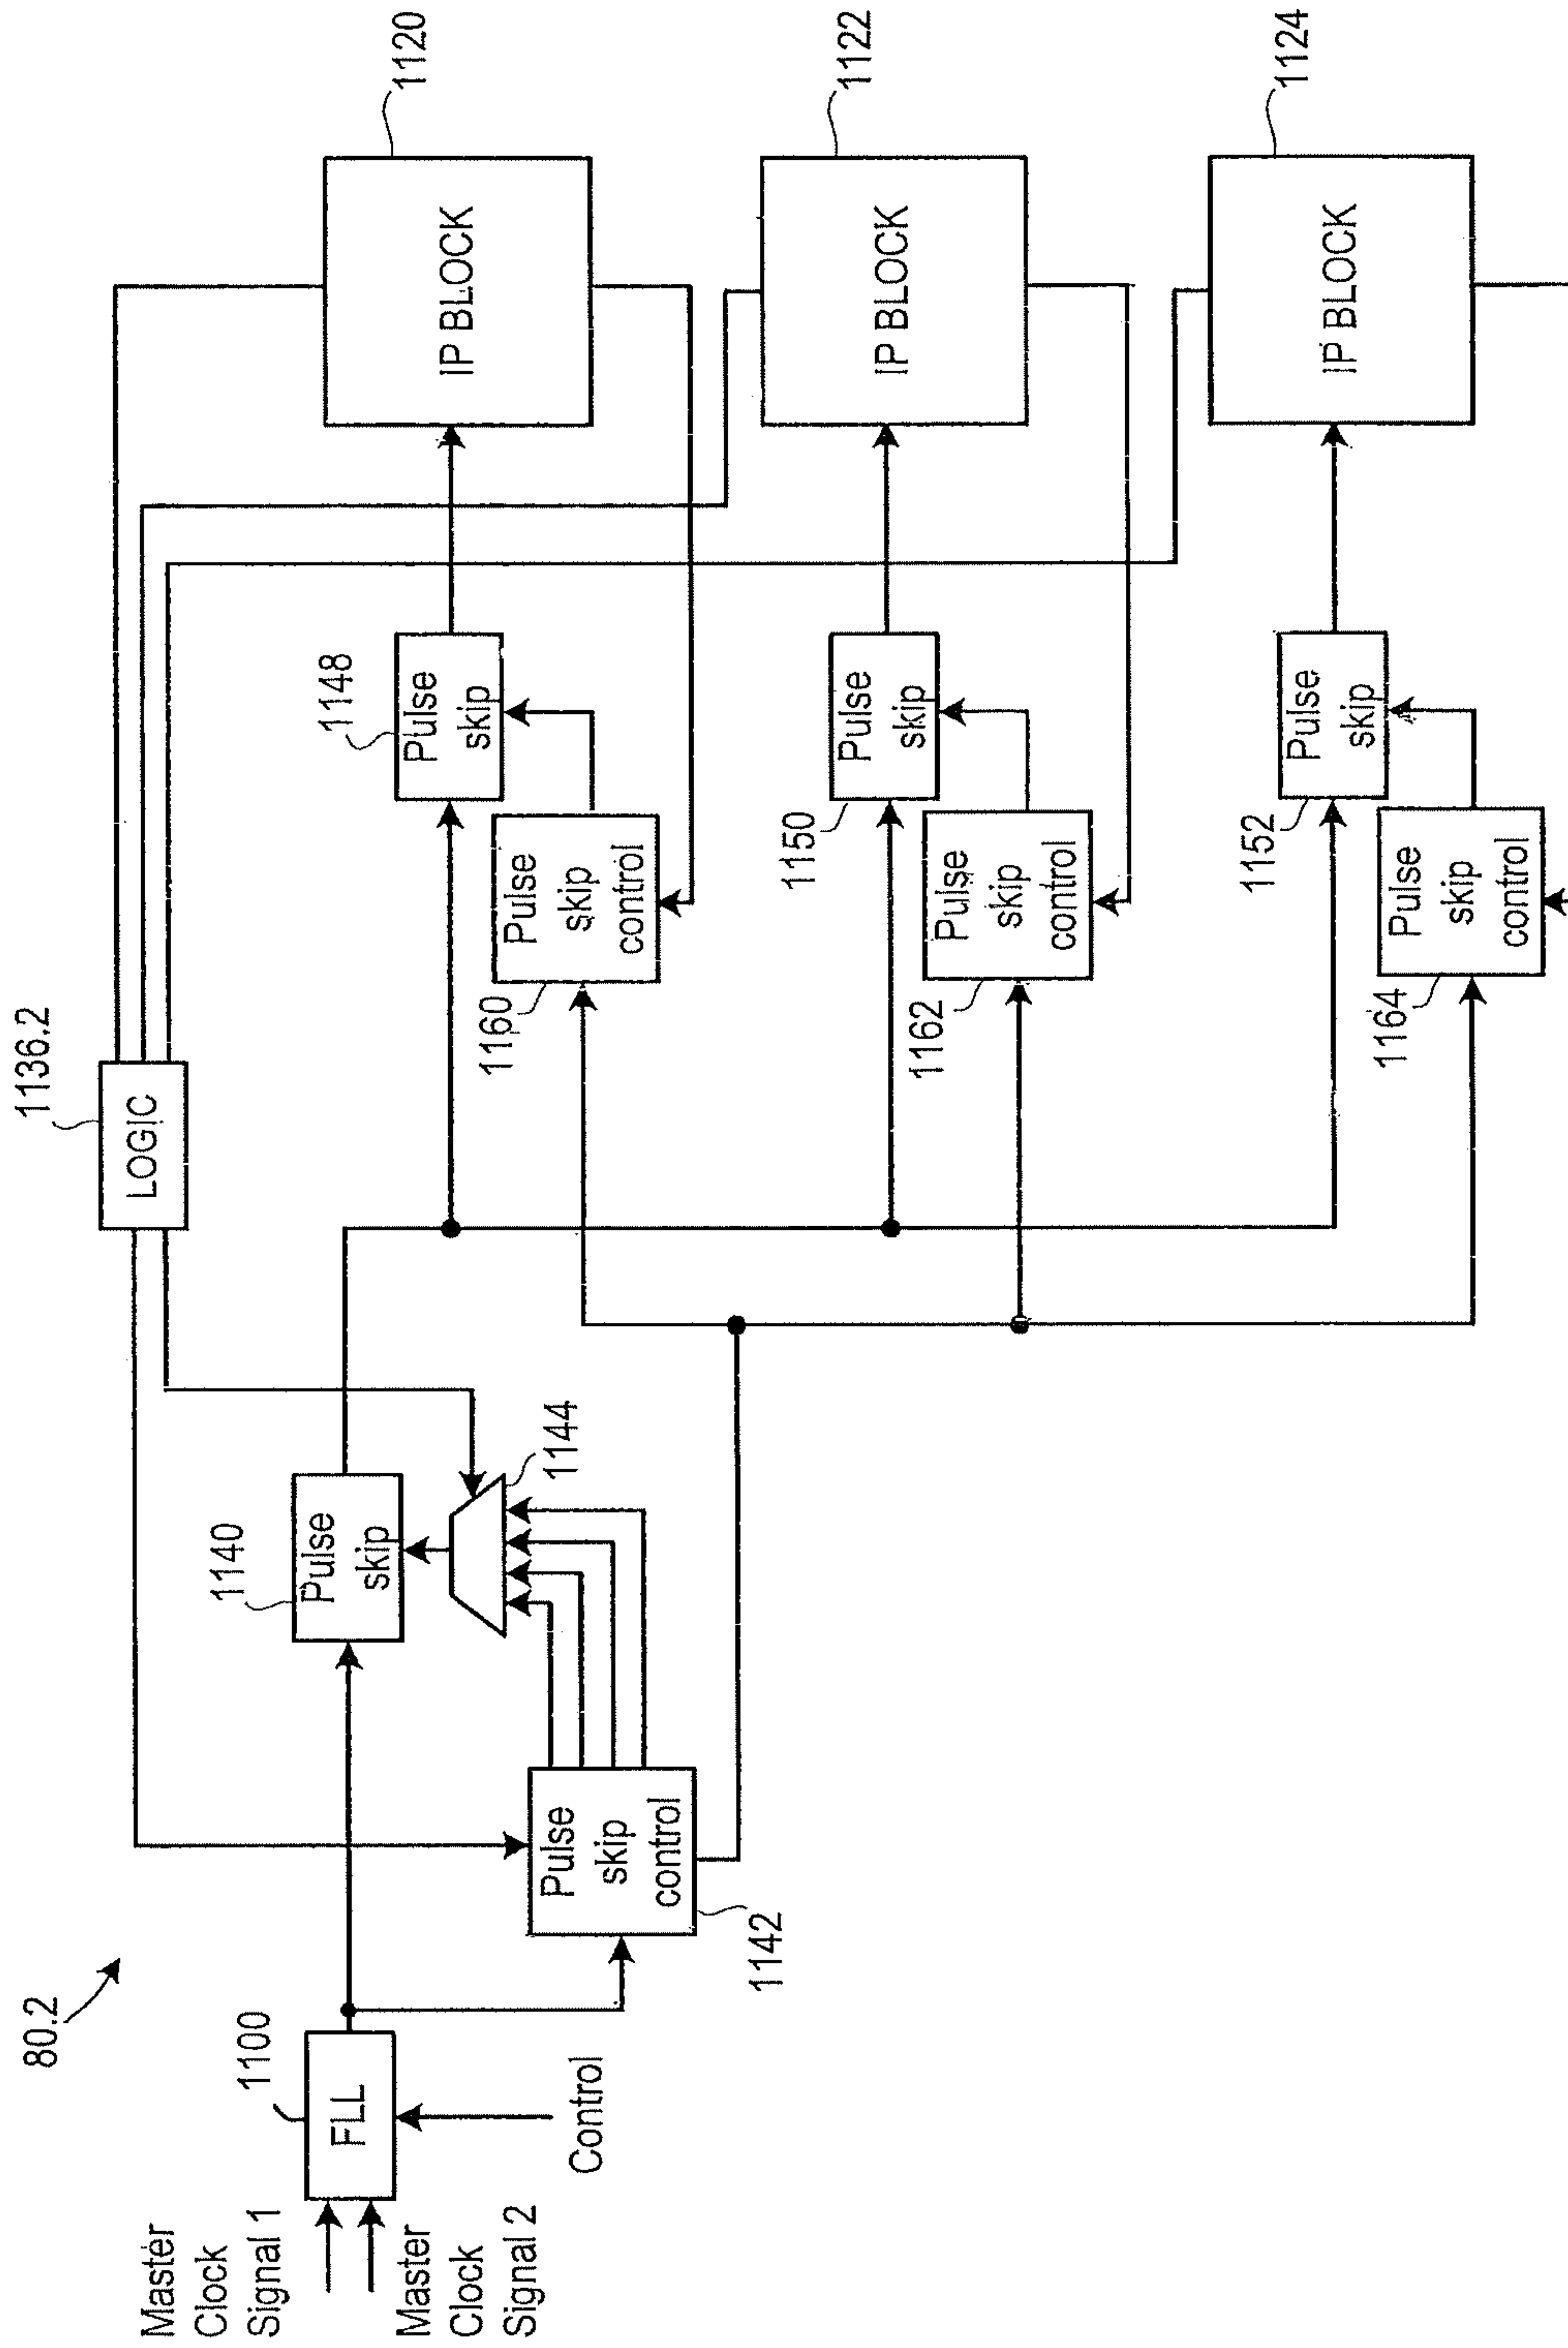 80.2
Master
Clock
Signal 1
Master
Clock
Signal 2
FLL
1100
Control
Pulse
skip
1140
Pulse
skip
control
1142
1144
LOGIC
1136.2
Pulse
skip
1148
Pulse
skip
control
1160
IP BLOCK
1120
Pulse
skip
1150
Pulse
skip
control
1162
IP BLOCK
1122
Pulse
skip
1152
Pulse
skip
control
1164
IP BLOCK
1124